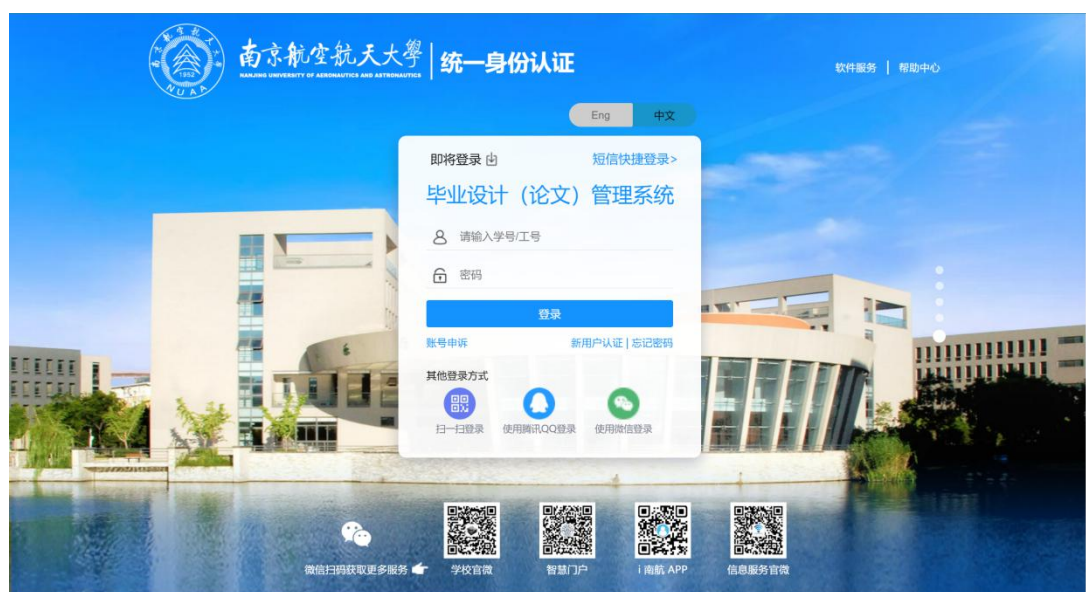 南京航空航天大學
NANJING UNIVERSITY OF AERONAUTICS AND ASTRONAUTICS
1952
NUAA
统一身份认证
软件服务 | 帮助中心
Eng 中文
即将登录 短信快捷登录>
毕业设计（论文）管理系统
请输入学号/工号
密码
登录
账号申诉 新用户认证 | 忘记密码
其他登录方式
扫一扫登录 使用腾讯QQ登录 使用微信登录
微信扫码获取更多服务 学校官微 智慧门户 i 南航 APP 信息服务官微